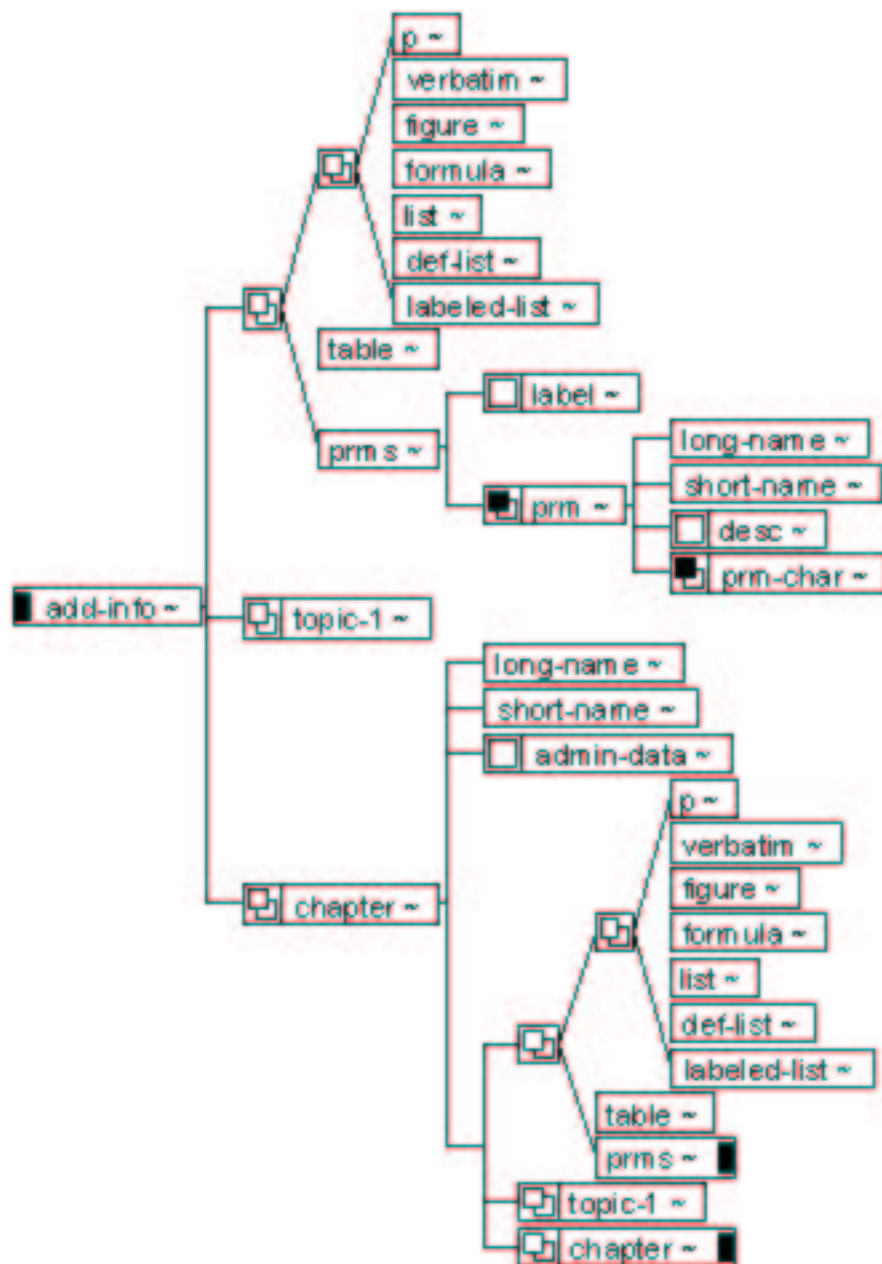 p ~
verbatim ~
figure ~
formula ~
list ~
def-list ~
labeled-list ~
table ~
label ~
prms ~
long-name ~
short-name ~
prm ~
desc ~
prm-char ~
add-info ~
topic-1 ~
long-name ~
short-name ~
admin-data ~
p ~
verbatim ~
figure ~
chapter ~
formula ~
list ~
def-list ~
labeled-list ~
table ~
prms ~
topic-1 ~
chapter ~